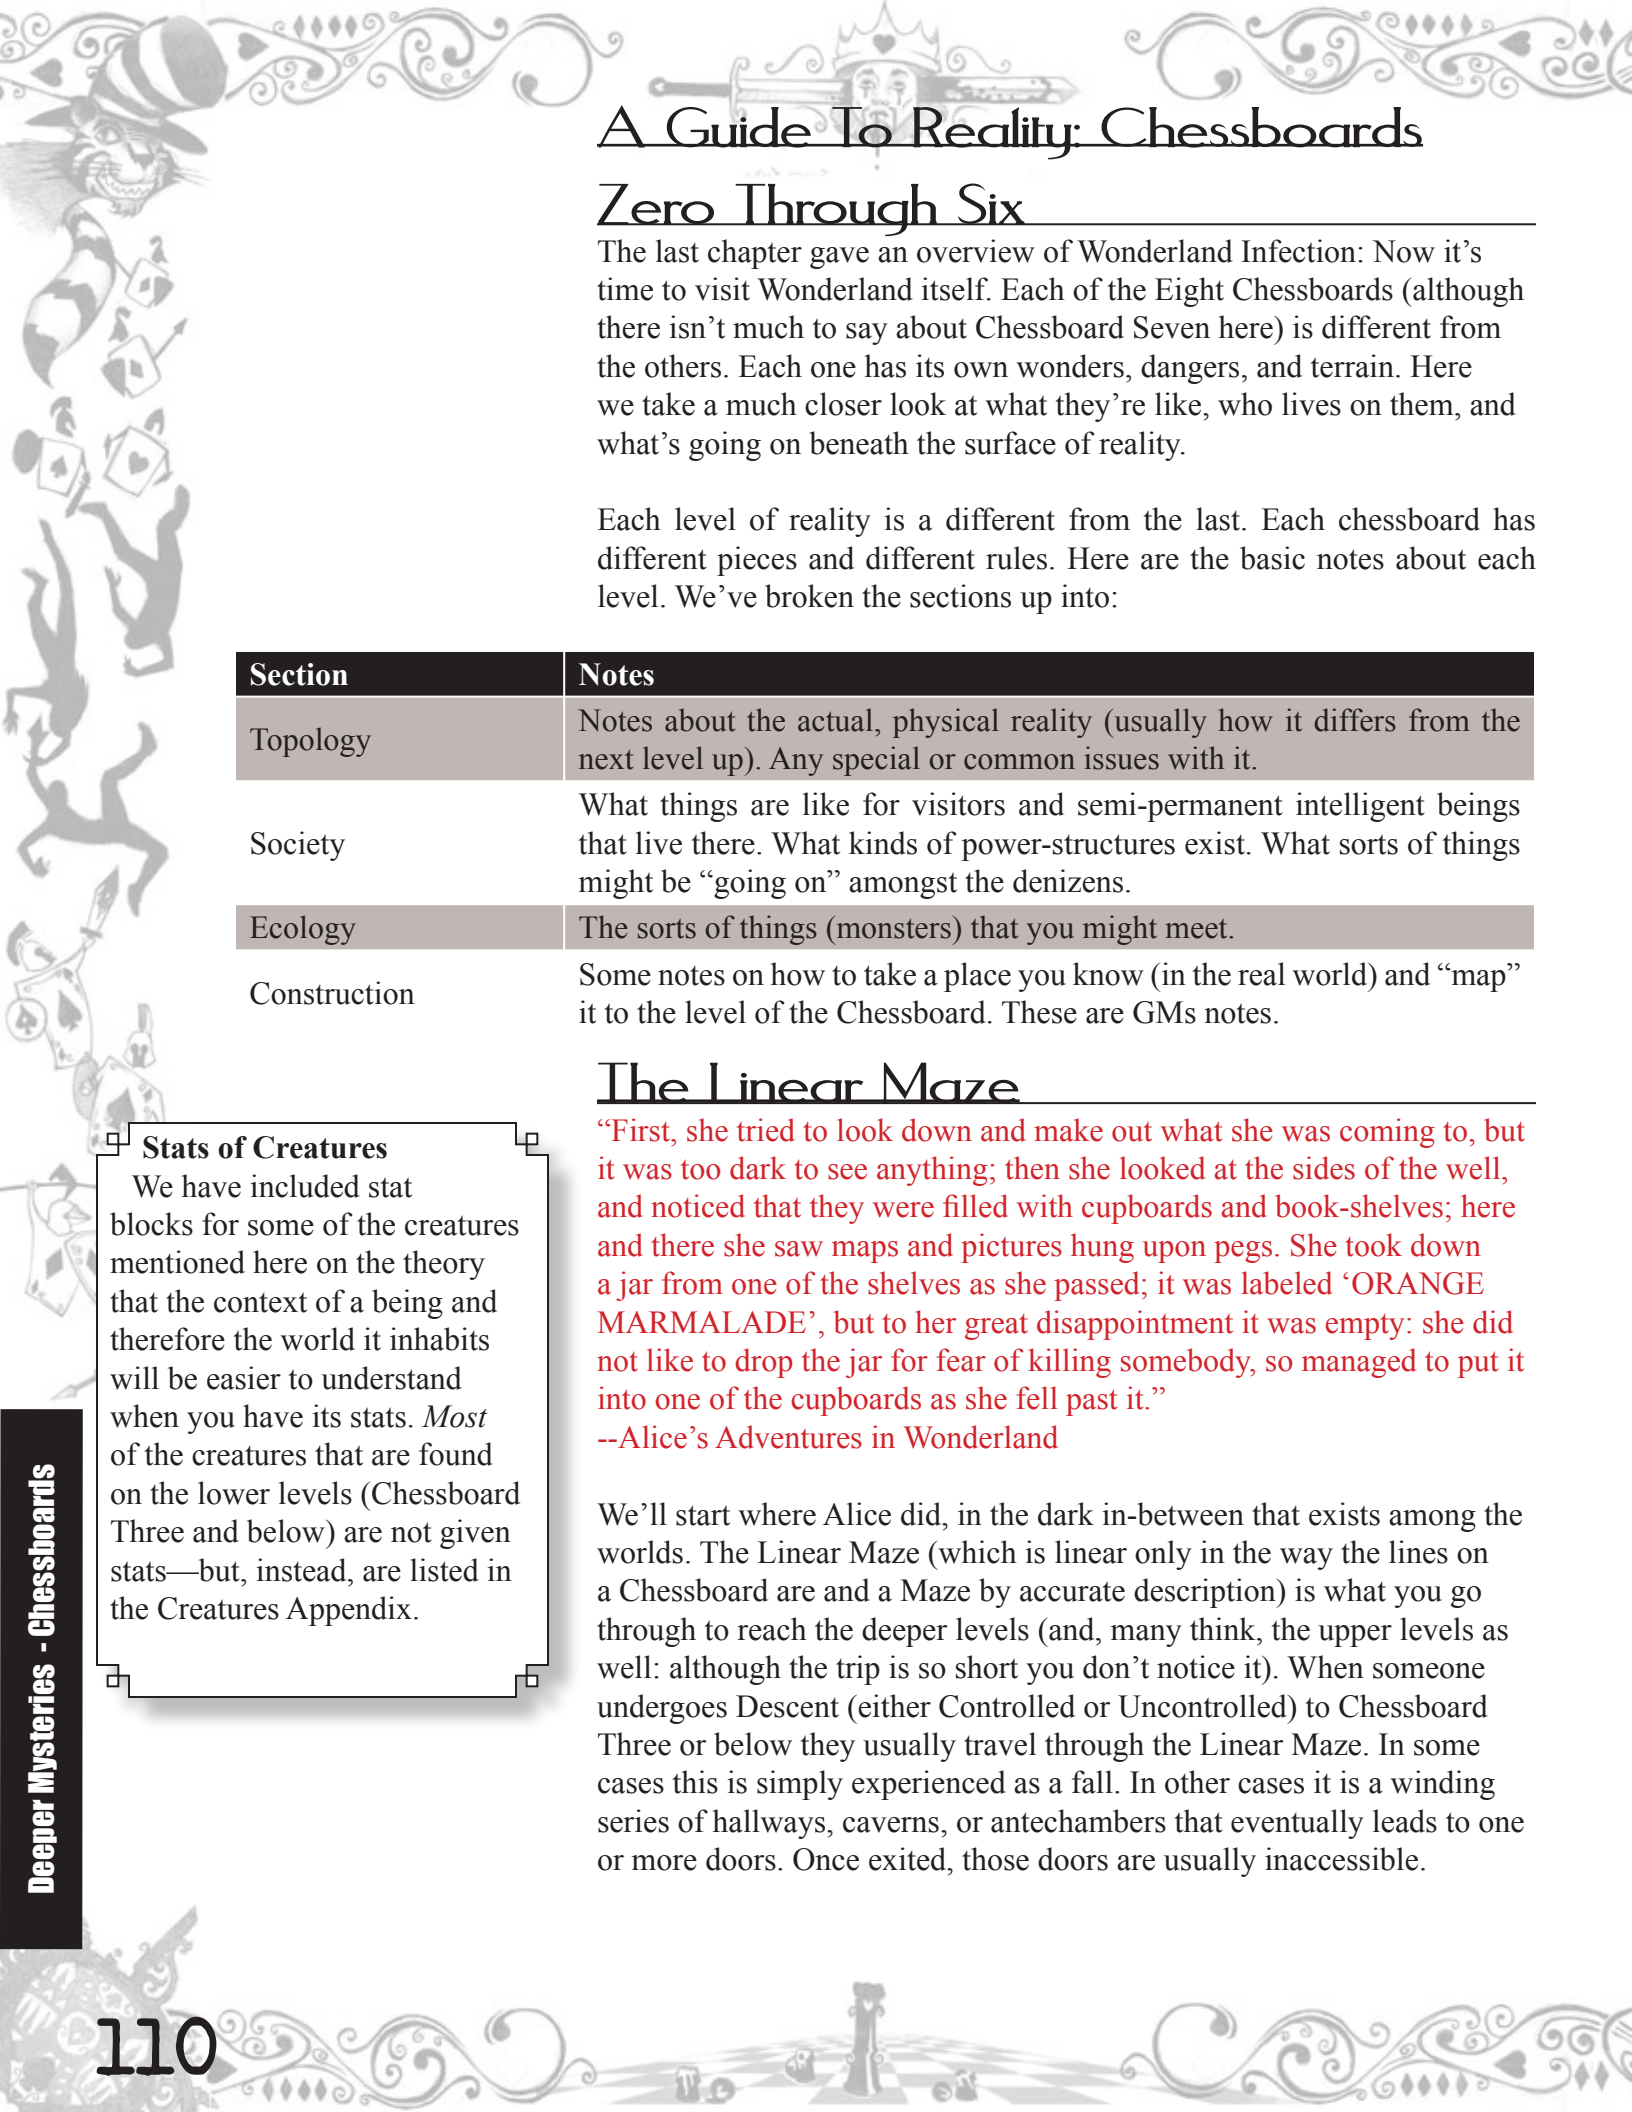 A Guide To Reality: Chessboards
Zero Through Six
The last chapter gave an overview of Wonderland Infection: Now it’s
time to visit Wonderland itself. Each of the Eight Chessboards (although
there isn’t much to say about Chessboard Seven here) is different from
the others. Each one has its own wonders, dangers, and terrain. Here
we take a much closer look at what they’re like, who lives on them, and
what’s going on beneath the surface of reality.
Each level of reality is a different from the last. Each chessboard has
different pieces and different rules. Here are the basic notes about each
level. We’ve broken the sections up into:
Section Notes
Topology
Notes about the actual, physical reality (usually how it differs from the
next level up). Any special or common issues with it.
Society
What things are like for visitors and semi-permanent intelligent beings
that live there. What kinds of power-structures exist. What sorts of things
might be “going on” amongst the denizens.
Ecology The sorts of things (monsters) that you might meet.
Construction
Some notes on how to take a place you know (in the real world) and “map”
it to the level of the Chessboard. These are GMs notes.
The Linear Maze
“First, she tried to look down and make out what she was coming to, but
it was too dark to see anything; then she looked at the sides of the well,
and noticed that they were filled with cupboards and book-shelves; here
and there she saw maps and pictures hung upon pegs. She took down
a jar from one of the shelves as she passed; it was labeled ‘ORANGE
MARMALADE’, but to her great disappointment it was empty: she did
not like to drop the jar for fear of killing somebody, so managed to put it
into one of the cupboards as she fell past it.”
--Alice’s Adventures in Wonderland
We’ll start where Alice did, in the dark in-between that exists among the
worlds. The Linear Maze (which is linear only in the way the lines on
a Chessboard are and a Maze by accurate description) is what you go
through to reach the deeper levels (and, many think, the upper levels as
well: although the trip is so short you don’t notice it). When someone
undergoes Descent (either Controlled or Uncontrolled) to Chessboard
Three or below they usually travel through the Linear Maze. In some
cases this is simply experienced as a fall. In other cases it is a winding
series of hallways, caverns, or antechambers that eventually leads to one
or more doors. Once exited, those doors are usually inaccessible.
Stats of Creatures
We have included stat
blocks for some of the creatures
mentioned here on the theory
that the context of a being and
therefore the world it inhabits
will be easier to understand
when you have its stats. Most
of the creatures that are found
on the lower levels (Chessboard
Three and below) are not given
stats—but, instead, are listed in
the Creatures Appendix.
Deeper Mysteries - Chessboards
110